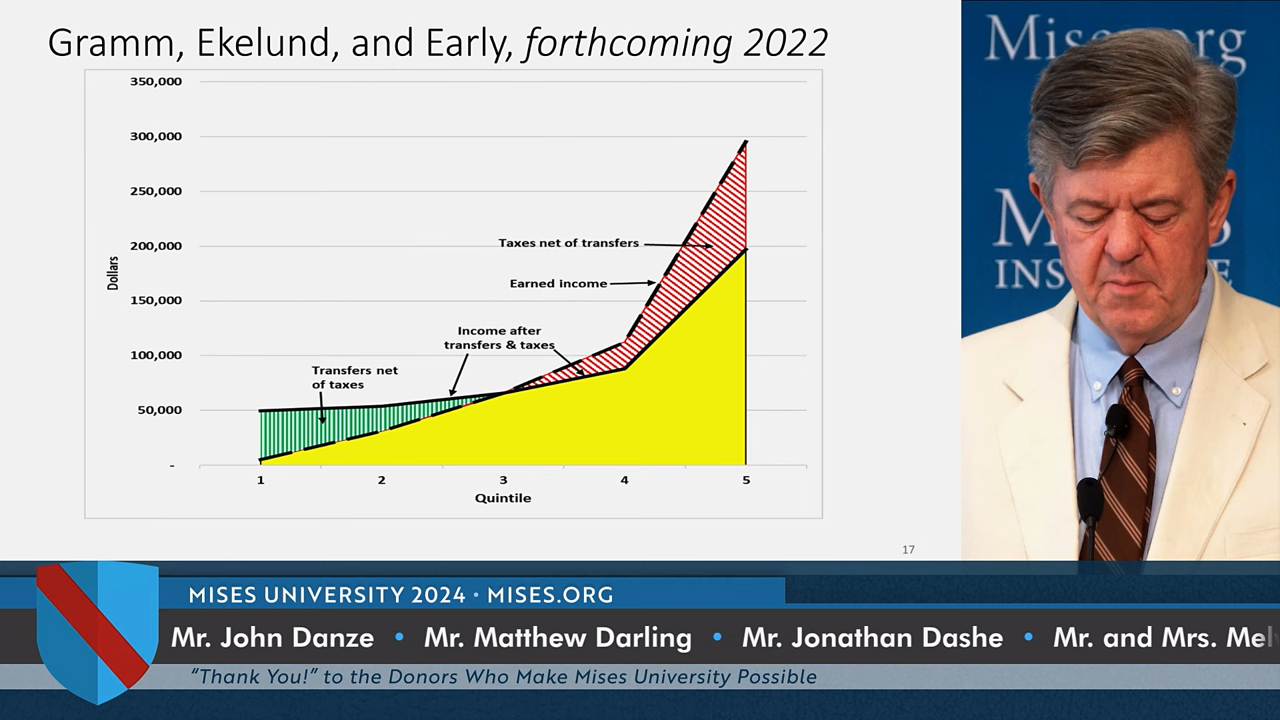 Gramm, Ekelund, and Early, forthcoming 2022
350,000
300,000
250,000
200,000
150,000
100,000
50,000
-
Dollars
Taxes net of transfers
Earned income
Income after
transfers & taxes
Transfers net
of taxes
1 2 3 4 5
Quintile
17
Mises.org
M S
INS E
MISES UNIVERSITY 2024 • MISES.ORG
Mr. John Danze • Mr. Matthew Darling • Mr. Jonathan Dashe • Mr. and Mrs. Mel
“Thank You!” to the Donors Who Make Mises University Possible